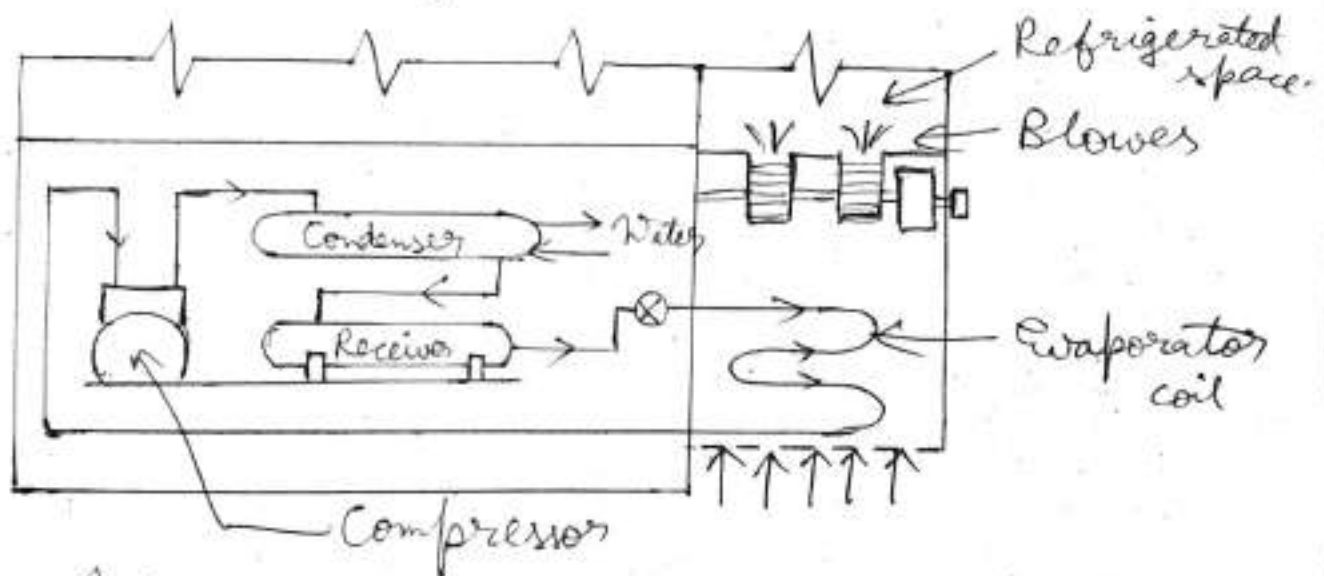 Refrigerated
space.
Blowes
Condenser
Water
Receiver
Evaporator
coil
Compressor